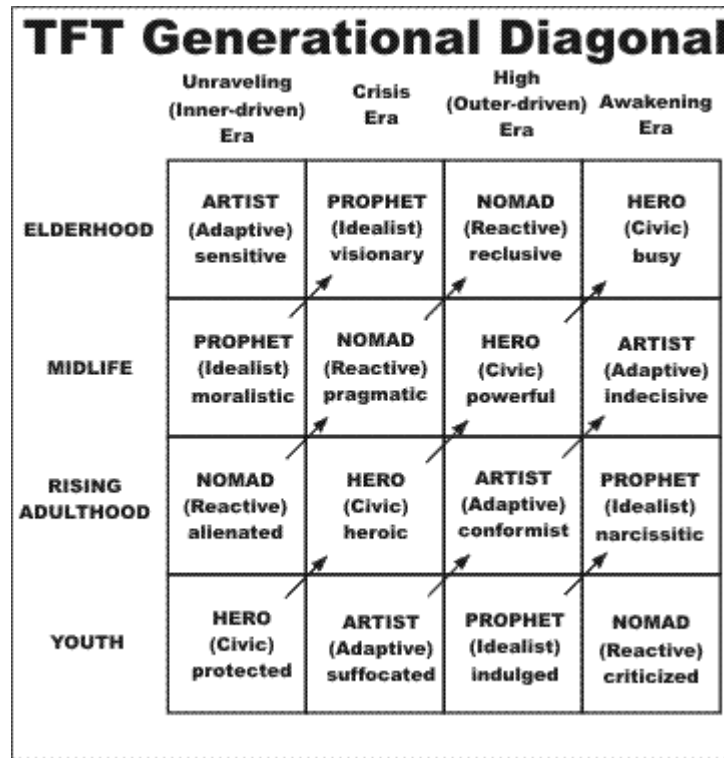 TFT Generational Diagonal
Unraveling
(Inner-driven)
Era
Crisis
Era
High
(Outer-driven)
Era
Awakening
Era
ELDERHOOD
ARTIST
(Adaptive)
sensitive
PROPHET
(Idealist)
visionary
NOMAD
(Reactive)
reclusive
HERO
(Civic)
busy
MIDLIFE
PROPHET
(Idealist)
moralistic
NOMAD
(Reactive)
pragmatic
HERO
(Civic)
powerful
ARTIST
(Adaptive)
indecisive
RISING
ADULTHOOD
NOMAD
(Reactive)
alienated
HERO
(Civic)
heroic
ARTIST
(Adaptive)
conformist
PROPHET
(Idealist)
narcissitic
YOUTH
HERO
(Civic)
protected
ARTIST
(Adaptive)
suffocated
PROPHET
(Idealist)
indulged
NOMAD
(Reactive)
criticized